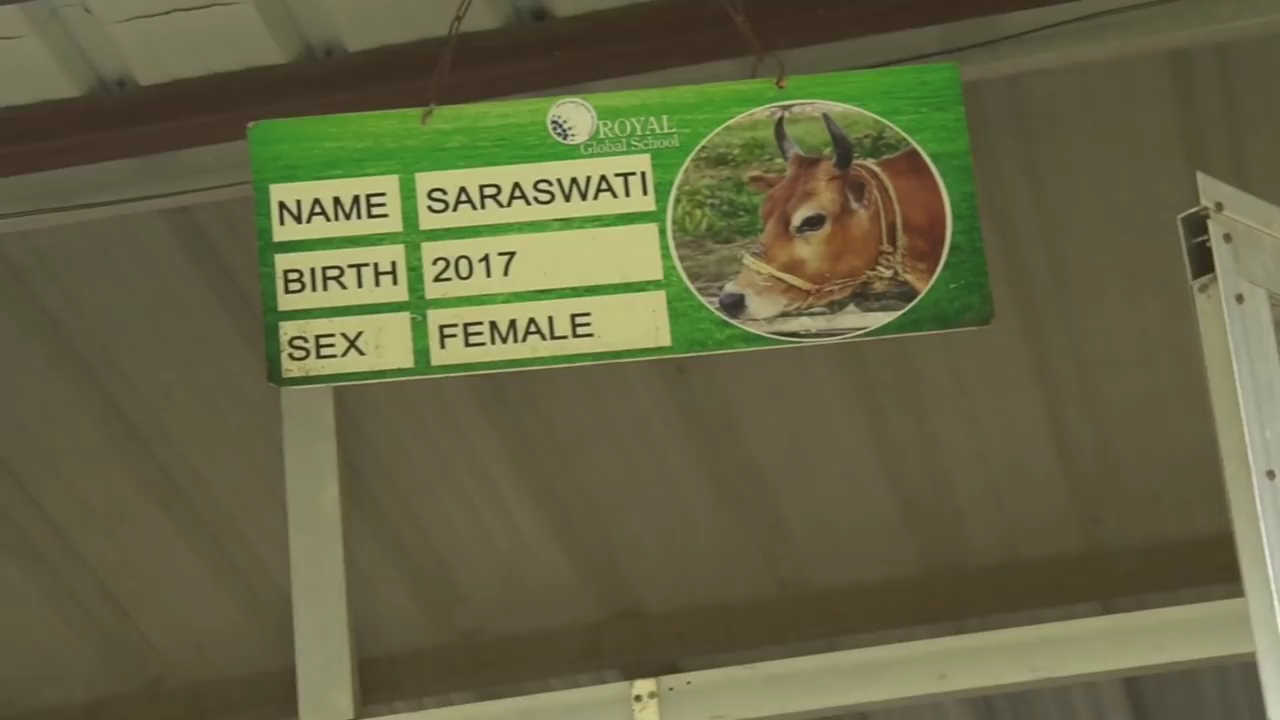 ROYAL
Global School
NAME SARASWATI
BIRTH 2017
SEX FEMALE